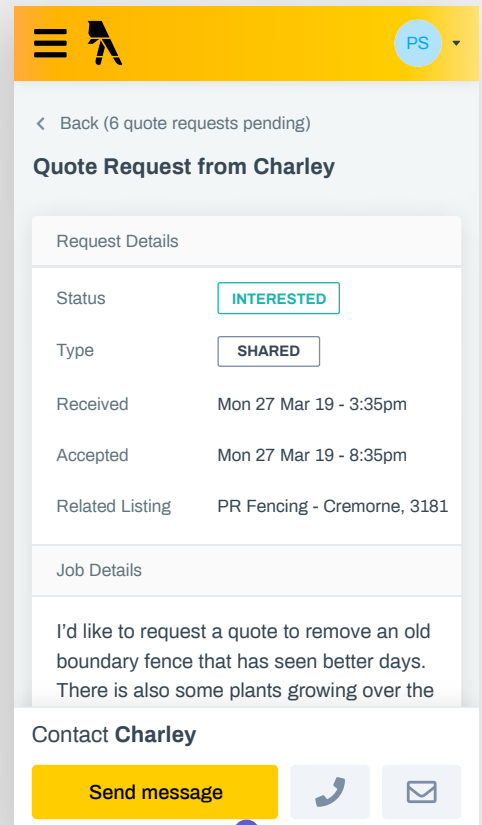 PS
Back (6 quote requests pending)
Quote Request from Charley
Request Details
Status INTERESTED
Type SHARED
Received Mon 27 Mar 19 - 3:35pm
Accepted Mon 27 Mar 19 - 8:35pm
Related Listing PR Fencing - Cremorne, 3181
Job Details
I’d like to request a quote to remove an old
boundary fence that has seen better days.
There is also some plants growing over the
Contact Charley
Send message